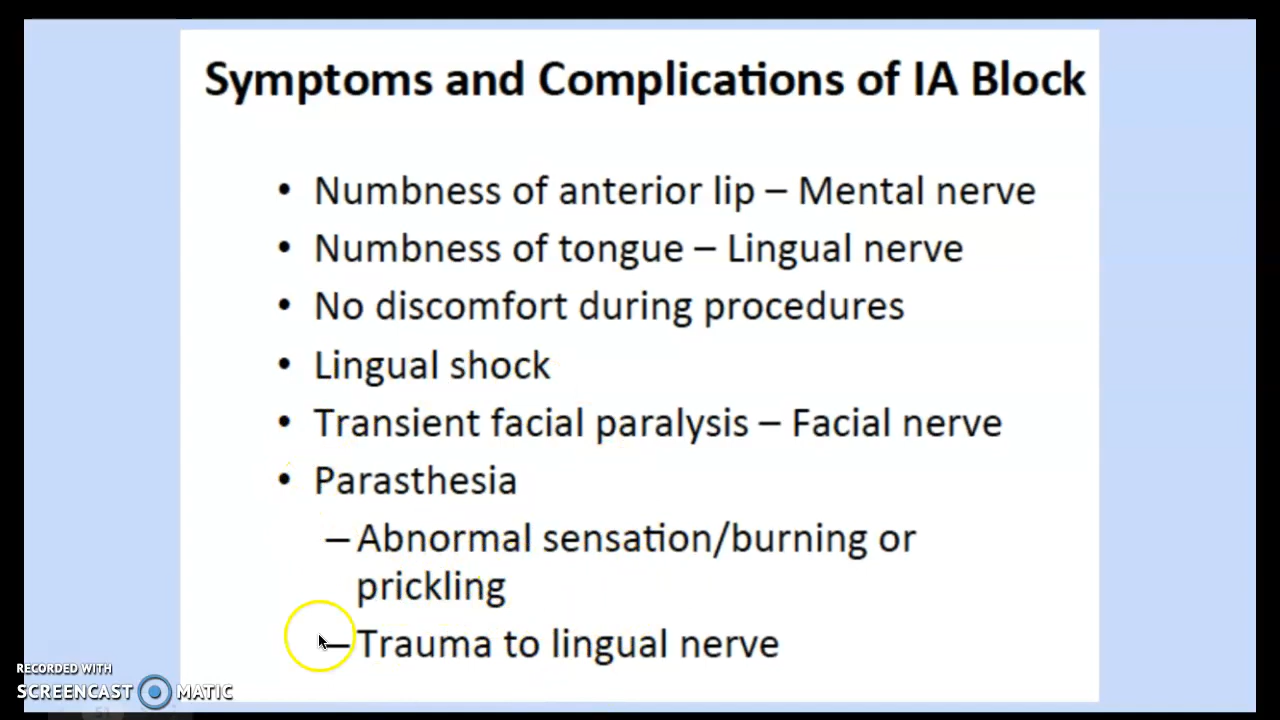 Symptoms and Complications of IA Block
• Numbness of anterior lip – Mental nerve
• Numbness of tongue – Lingual nerve
• No discomfort during procedures
• Lingual shock
• Transient facial paralysis – Facial nerve
• Parasthesia
– Abnormal sensation/burning or
prickling
– Trauma to lingual nerve
RECORDED WITH
SCREENCAST MATIC